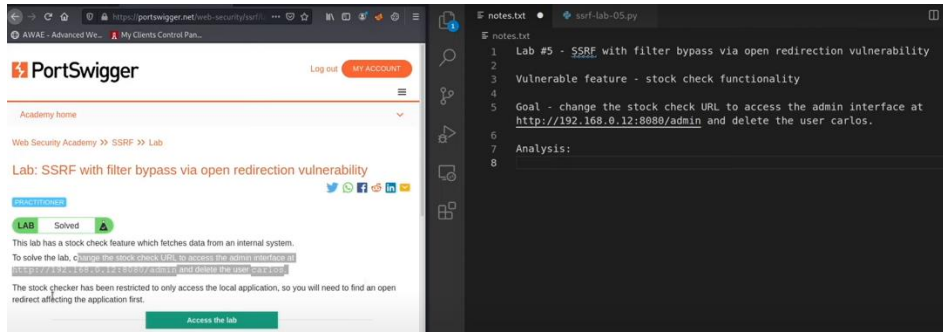 https://portswigger.net/web-security/ssrf/l
AWAE - Advanced We...
My Clients Control Pan...
PortSwigger
Log out
MY ACCOUNT
Academy home
Web Security Academy >> SSRF >> Lab
Lab: SSRF with filter bypass via open redirection vulnerability
PRACTITIONER
LAB Solved
This lab has a stock check feature which fetches data from an internal system.
To solve the lab, change the stock check URL to access the admin interface at
http://192.168.0.12:8080/admin and delete the user carlos.
The stock checker has been restricted to only access the local application, so you will need to find an open
redirect affecting the application first.
Access the lab
notes.txt
ssrf-lab-05.py
notes.txt
1 Lab #5 - SSRF with filter bypass via open redirection vulnerability
2
3 Vulnerable feature - stock check functionality
4
5 Goal - change the stock check URL to access the admin interface at
http://192.168.0.12:8080/admin and delete the user carlos.
6
7 Analysis:
8
1